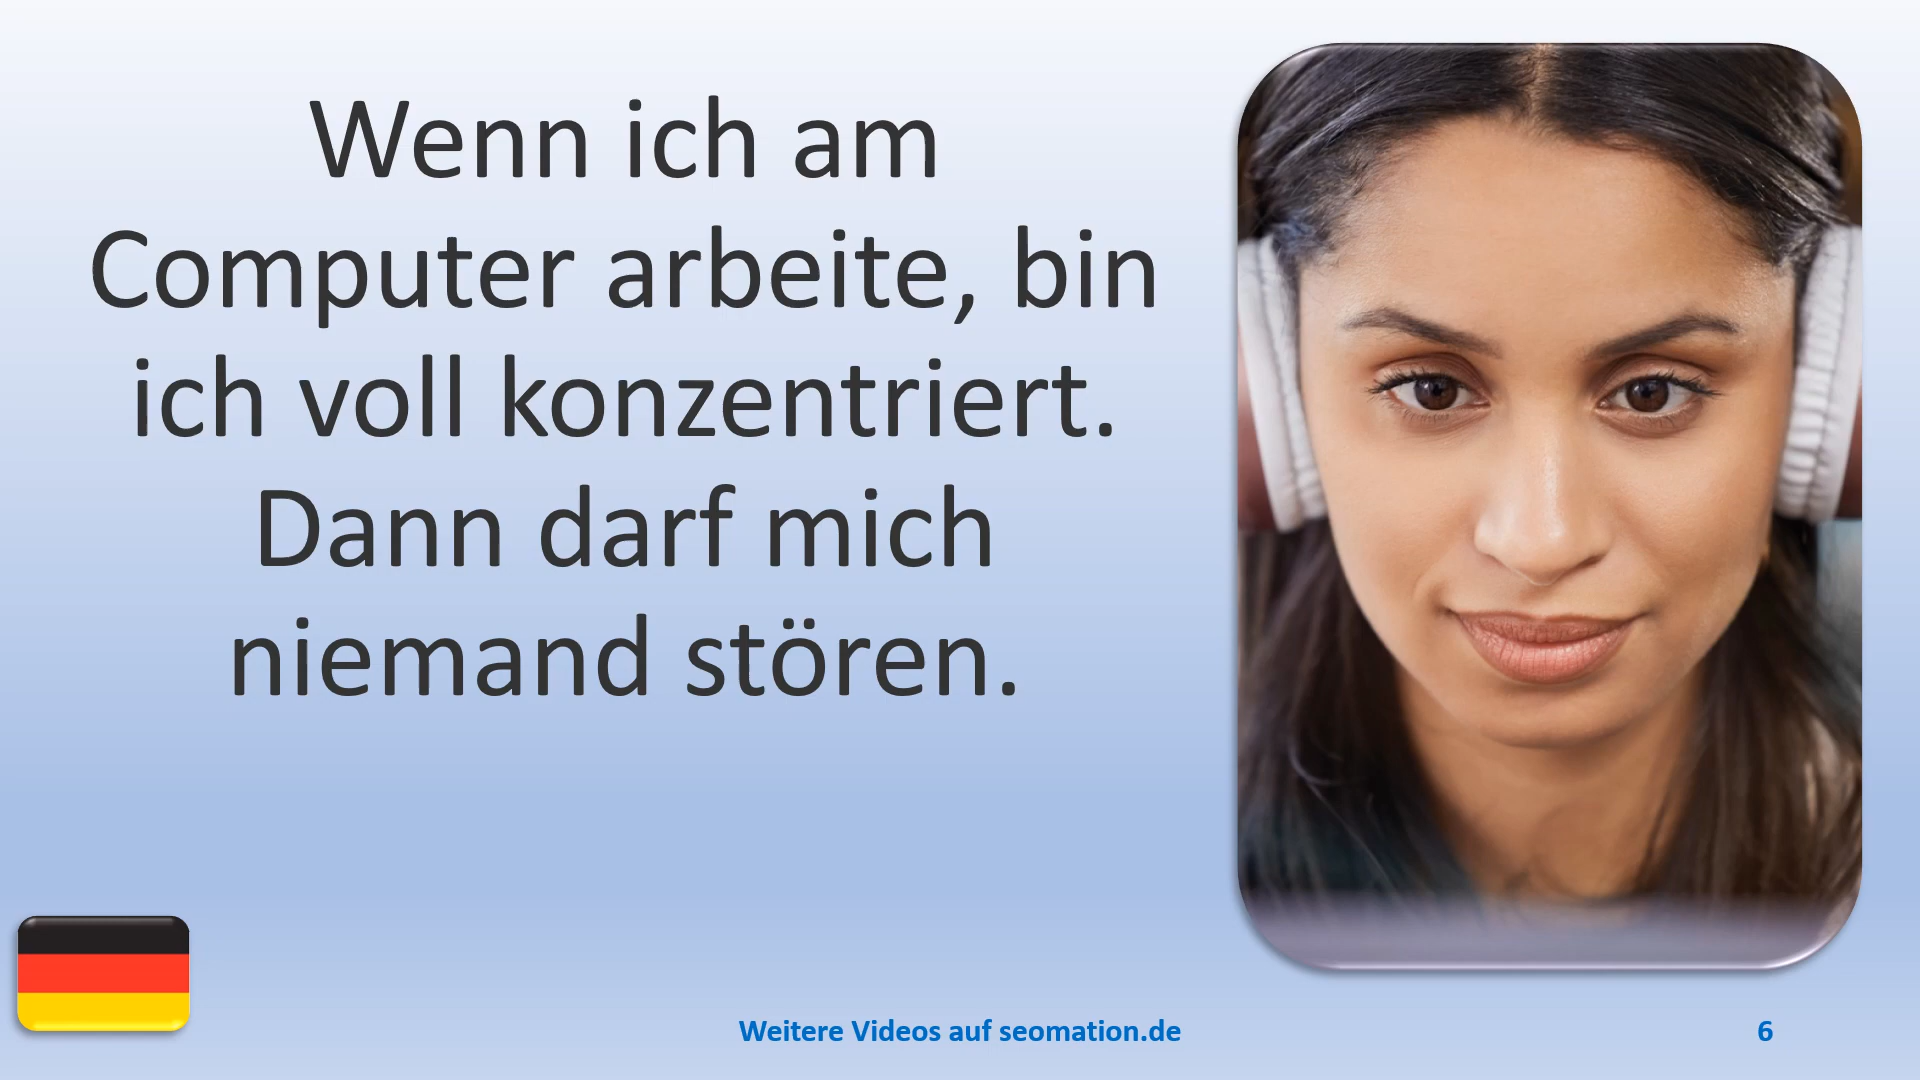 Wenn ich am
Computer arbeite, bin
ich voll konzentriert.
Dann darf mich
niemand stören.
Weitere Videos auf seomation.de
6